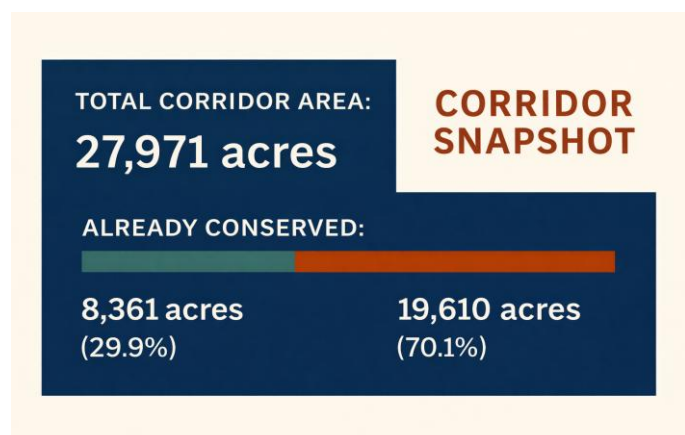 TOTAL CORRIDOR AREA:
27,971 acres
CORRIDOR
SNAPSHOT
ALREADY CONSERVED:
8,361 acres
(29.9%)
19,610 acres
(70.1%)